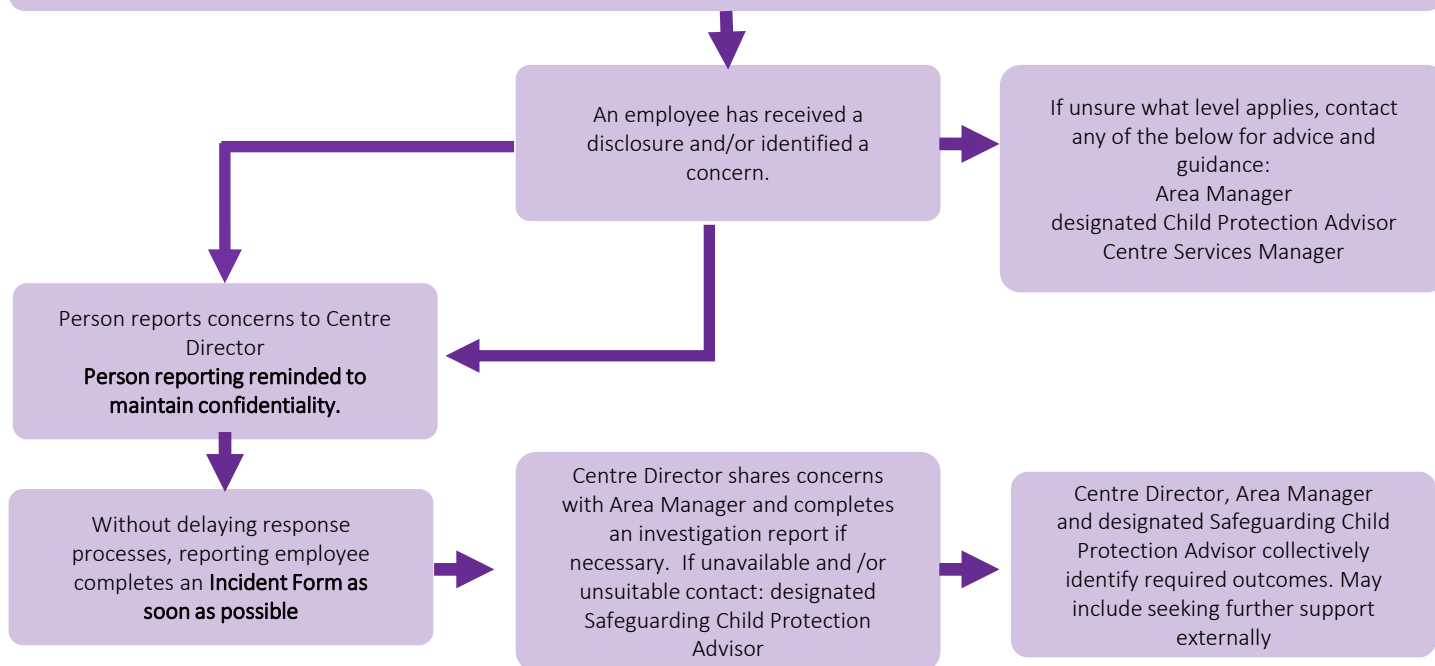 An employee has received a
disclosure and/or identified a
concern.
If unsure what level applies, contact
any of the below for advice and
guidance:
Area Manager
designated Child Protection Advisor
Centre Services Manager
Person reports concerns to Centre
Director
Person reporting reminded to
maintain confidentiality.
Without delaying response
processes, reporting employee
completes an Incident Form as
soon as possible
Centre Director shares concerns
with Area Manager and completes
an investigation report if
necessary.  If unavailable and /or
unsuitable contact: designated
Safeguarding Child Protection
Advisor
Centre Director, Area Manager
and designated Safeguarding Child
Protection Advisor collectively
identify required outcomes. May
include seeking further support
externally